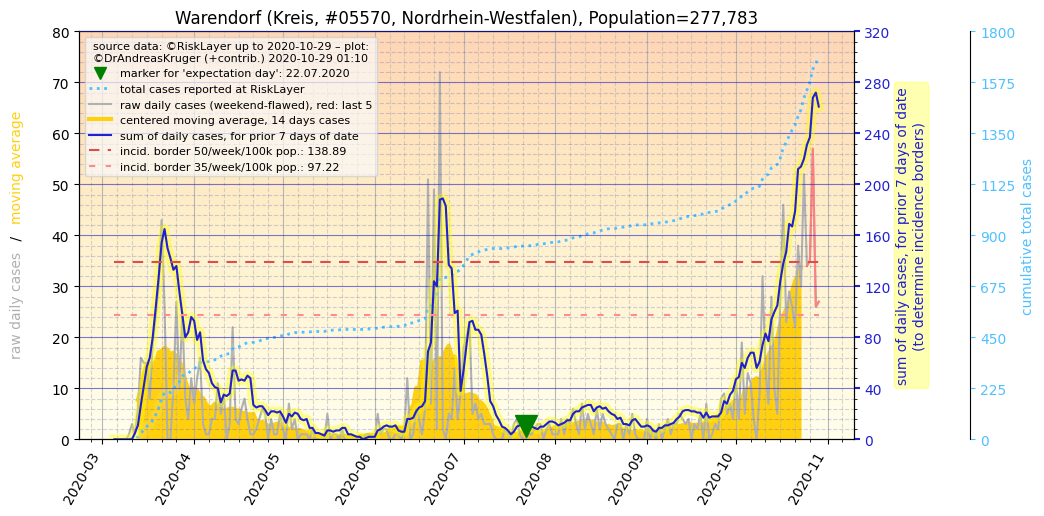 Warendorf (Kreis, #05570, Nordrhein-Westfalen), Population=277,783
source data: ©RiskLayer up to 2020-10-29 – plot:
©DrAndreasKruger (+contrib.) 2020-10-29 01:10
marker for 'expectation day': 22.07.2020
total cases reported at RiskLayer
raw daily cases (weekend-flawed), red: last 5
centered moving average, 14 days cases
sum of daily cases, for prior 7 days of date
incid. border 50/week/100k pop.: 138.89
incid. border 35/week/100k pop.: 97.22
raw daily cases / moving average
80
70
60
50
40
30
20
10
0
2020-03
2020-04
2020-05
2020-06
2020-07
2020-08
2020-09
2020-10
2020-11
320
280
240
200
160
120
80
40
0
sum of daily cases, for prior 7 days of date
(to determine incidence borders)
1800
1575
1350
1125
900
675
450
225
0
cumulative total cases